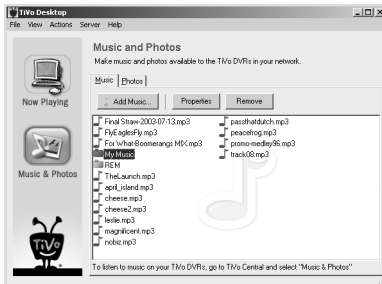 TiVo Desktop
File View Actions Server Help
Music and Photos
Make music and photos available to the TiVo DVRs in your network.
Music Photos
Add Music... Properties Remove
Now Playing
Music & Photos
TiVo
Final Straw-2003-07-13.mp3
FlyEaglesFly.mp3
For What-Boomerangs MIX.mp3
My Music
REM
TheLaunch.mp3
april_island.mp3
cheese.mp3
cheese2.mp3
leslie.mp3
magnificent.mp3
nobiz.mp3
passthatdutch.mp3
peacefrog.mp3
promo-medley96.mp3
track08.mp3
To listen to music on your TiVo DVRs, go to TiVo Central and select "Music & Photos"